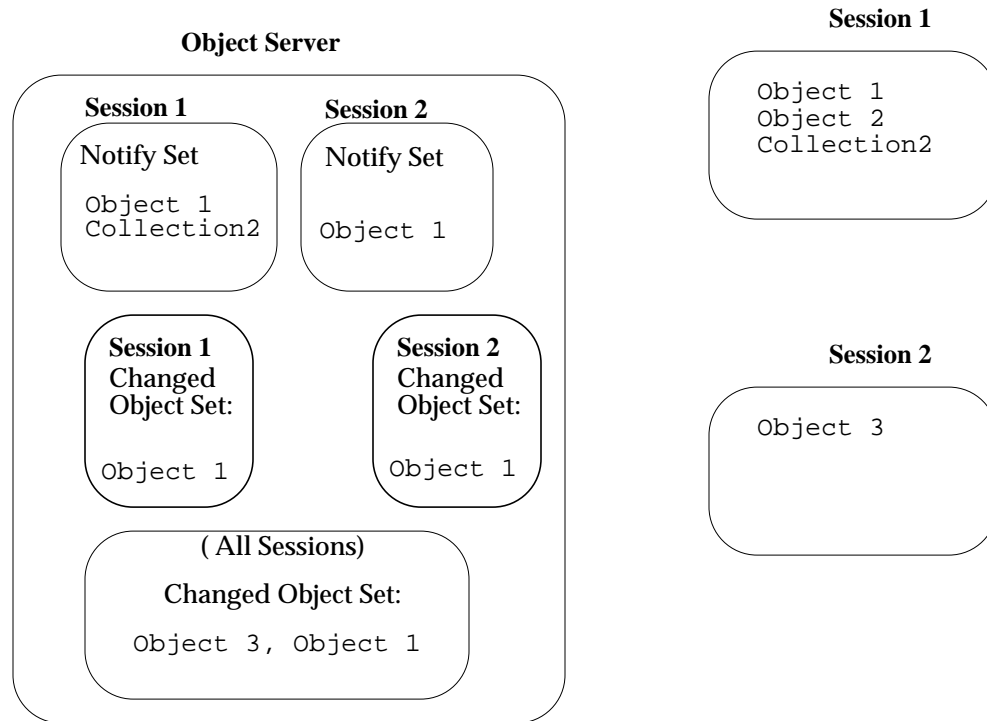 Object Server
Session 1
Notify Set
Object 1
Collection2
Session 2
Notify Set
Object 1
Session 1
Changed
Object Set:
Object 1
Session 2
Changed
Object Set:
Object 1
( All Sessions)
Changed Object Set:
Object 3, Object 1
Session 1
Object 1
Object 2
Collection2
Session 2
Object 3